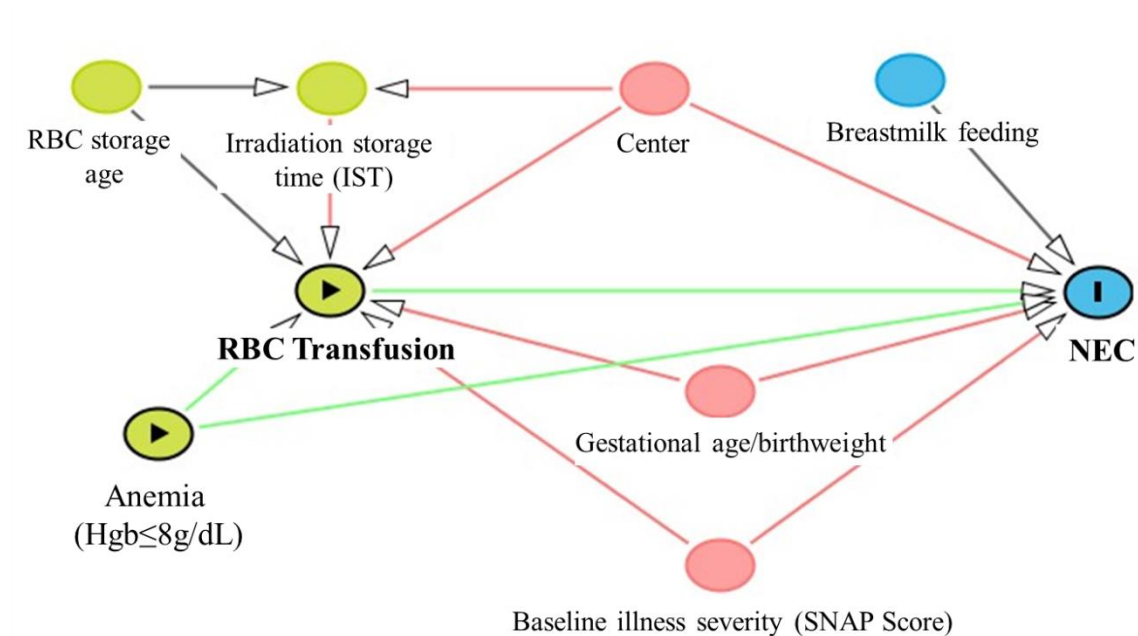 RBC storage
age
Irradiation storage
time (IST)
Center
Breastmilk feeding
RBC Transfusion
NEC
Gestational age/birthweight
Anemia
(Hgb≤8g/dL)
Baseline illness severity (SNAP Score)